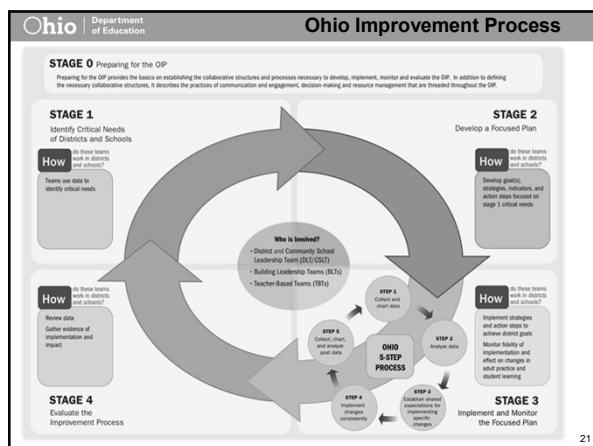 Ohio Department
of Education
Ohio Improvement Process
STAGE 0 Preparing for the OIP
Preparing for the OIP provides the basics on establishing the collaborative structures and processes necessary to develop, implement, monitor and evaluate the OIP. In addition to defining
the necessary collaborative structures, it describes the practices of communication and engagement, decision-making and resource management that are threaded throughout the OIP.
STAGE 1
Identify Critical Needs
of Districts and Schools
How do these teams
work in districts
and schools?
Teams use data to
identify critical needs
STAGE 2
Develop a Focused Plan
How do these teams
work in districts
and schools?
Develop goal(s),
strategies, indicators, and
action steps focused on
stage 1 critical needs
Who is Involved?
• District and Community School
Leadership Team (DLT/CSLT)
• Building Leadership Teams (BLTs)
• Teacher-Based Teams (TBTs)
STEP 1
Collect and
chart data
STEP 2
Analyze data
STEP 3
Establish shared
expectations for
implementing
specific
changes
STEP 4
Implement
changes
consistently
STEP 5
Collect, chart,
and analyze
post data
OHIO
5-STEP
PROCESS
How do these teams
work in districts
and schools?
Implement strategies
and action steps to
achieve district goals
Monitor fidelity of
implementation and
effect on changes in
adult practice and
student learning
STAGE 3
Implement and Monitor
the Focused Plan
How do these teams
work in districts
and schools?
Review data
Gather evidence of
implementation and
impact
STAGE 4
Evaluate the
Improvement Process
21